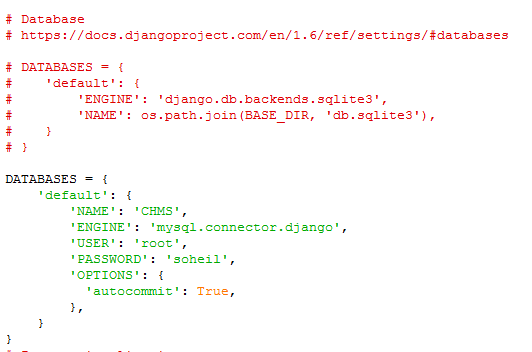 # Database
# https://docs.djangoproject.com/en/1.6/ref/settings/#databases
# DATABASES = {
#    'default': {
#        'ENGINE': 'django.db.backends.sqlite3',
#        'NAME': os.path.join(BASE_DIR, 'db.sqlite3'),
#    }
# }
DATABASES = {
    'default': {
        'NAME': 'CHMS',
        'ENGINE': 'mysql.connector.django',
        'USER': 'root',
        'PASSWORD': 'soheil',
        'OPTIONS': {
          'autocommit': True,
        },
    }
}